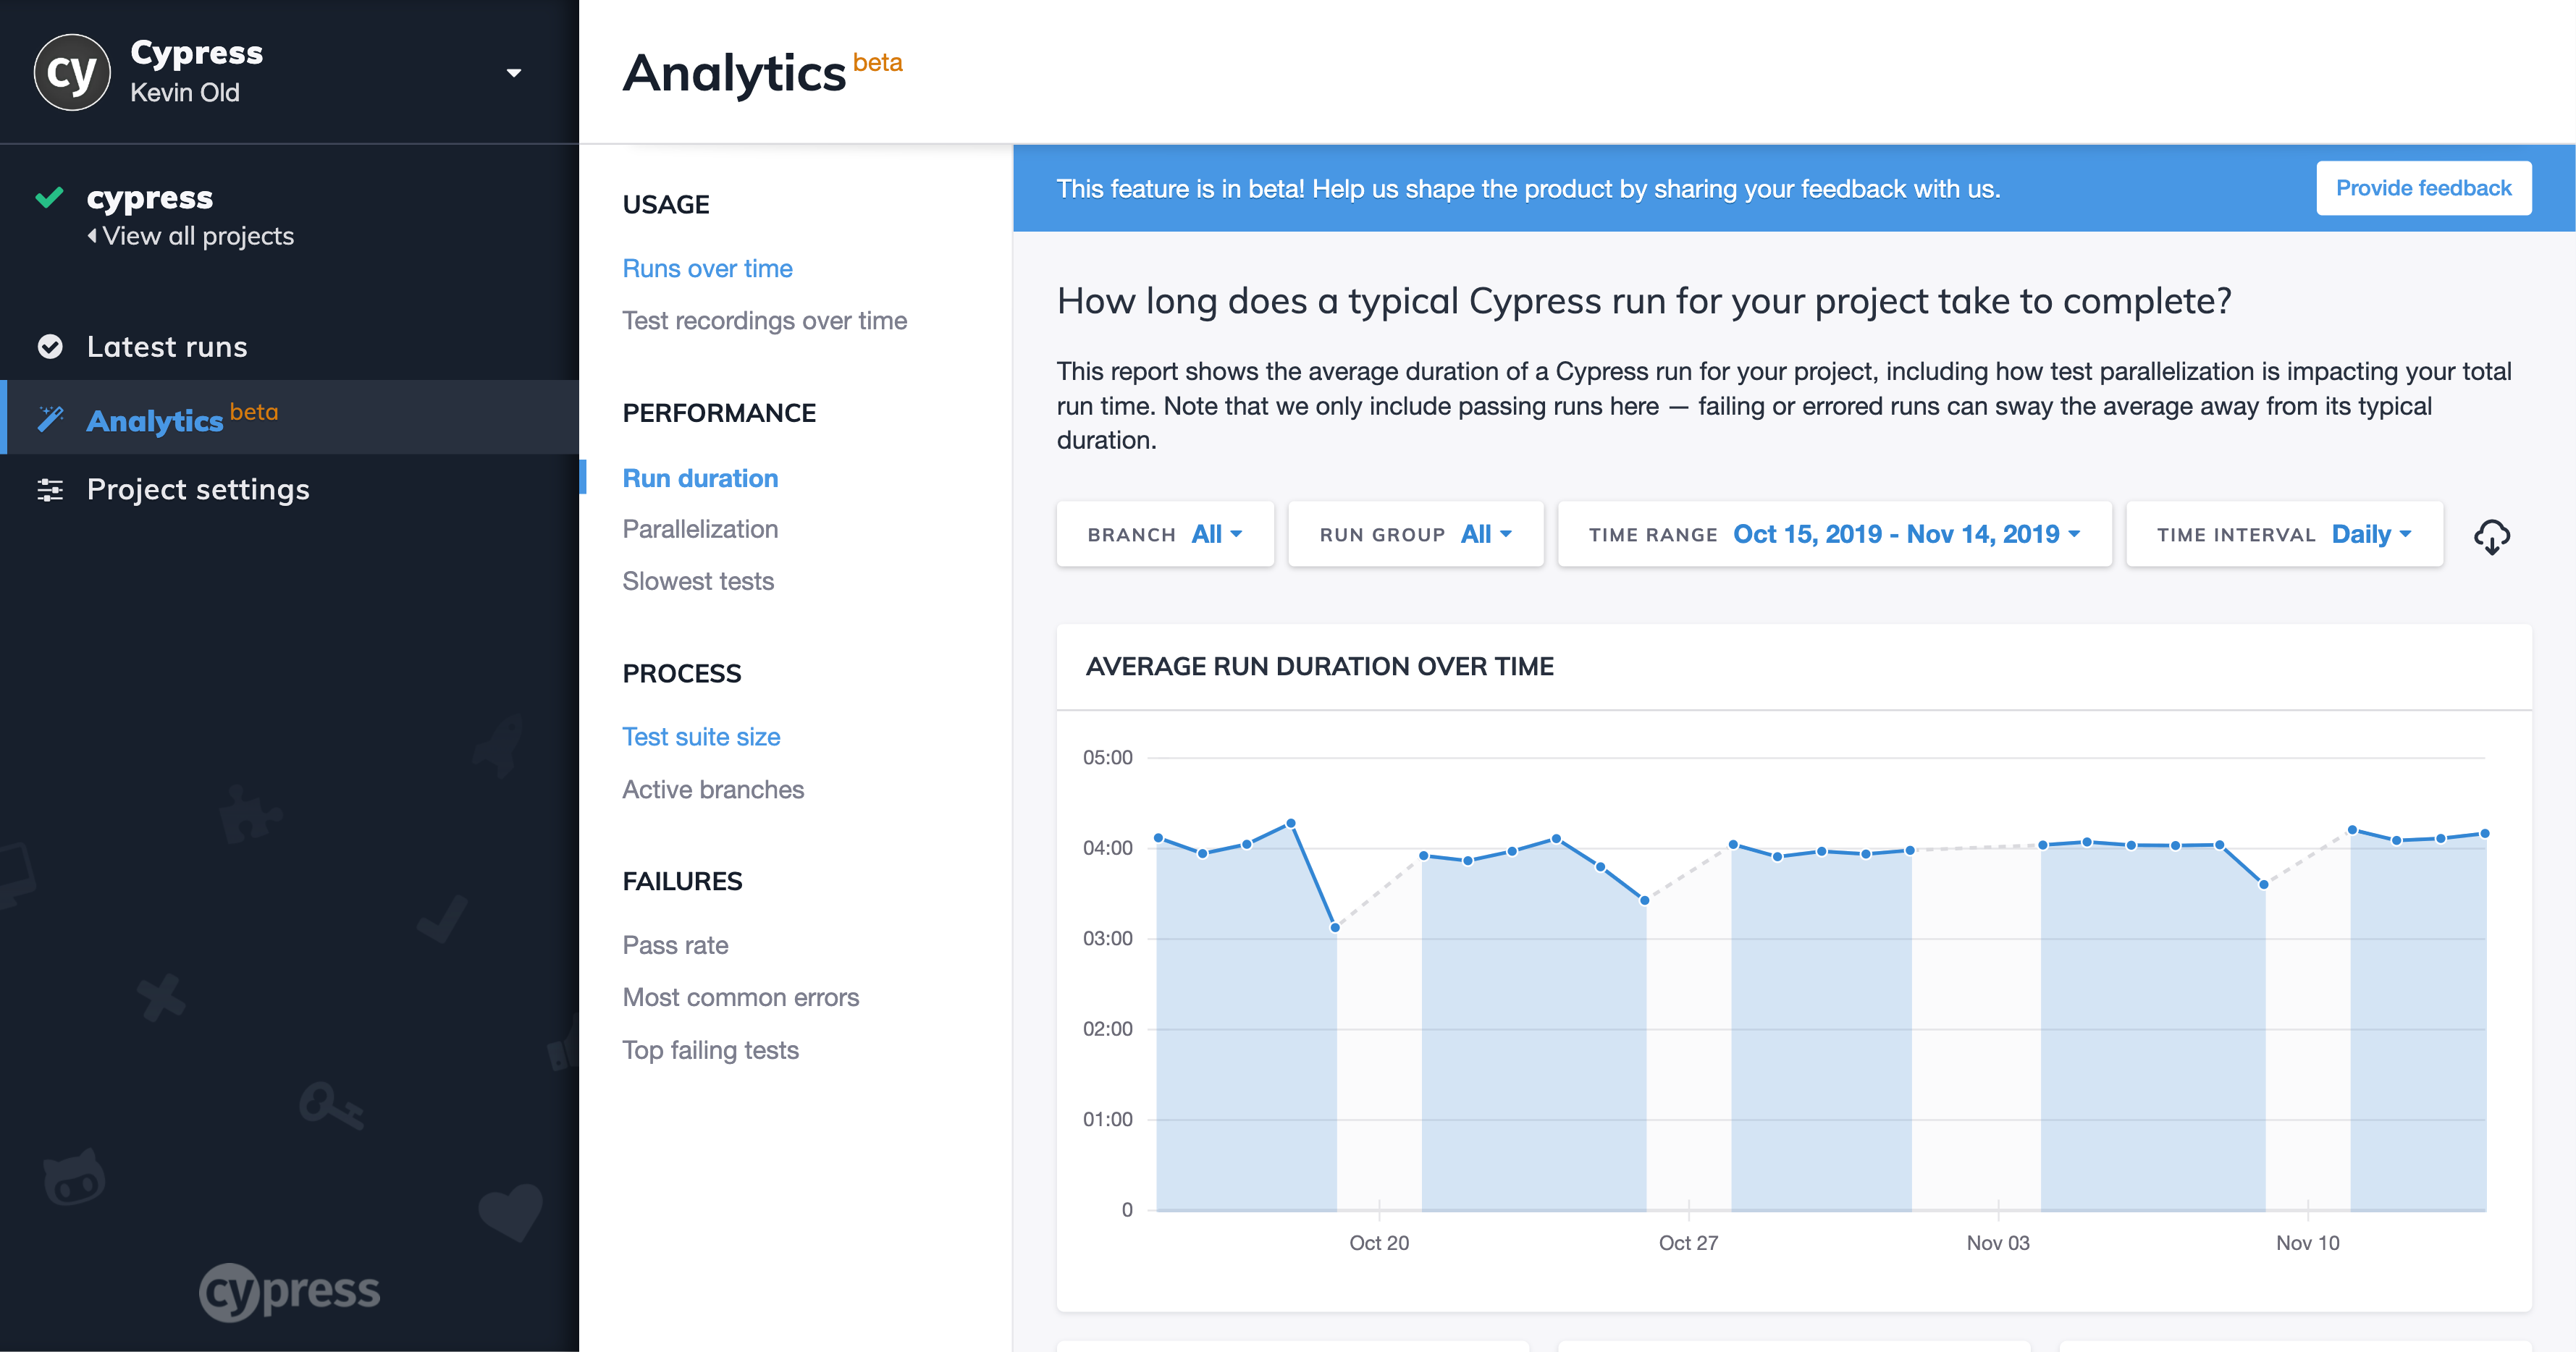 cy
Cypress
Kevin Old
cypress
View all projects
Latest runs
Analytics beta
Project settings
cypress
Analytics beta
USAGE
Runs over time
Test recordings over time
PERFORMANCE
Run duration
Parallelization
Slowest tests
PROCESS
Test suite size
Active branches
FAILURES
Pass rate
Most common errors
Top failing tests
This feature is in beta! Help us shape the product by sharing your feedback with us.
Provide feedback
How long does a typical Cypress run for your project take to complete?
This report shows the average duration of a Cypress run for your project, including how test parallelization is impacting your total
run time. Note that we only include passing runs here — failing or errored runs can sway the average away from its typical
duration.
BRANCH All
RUN GROUP All
TIME RANGE Oct 15, 2019 - Nov 14, 2019
TIME INTERVAL Daily
AVERAGE RUN DURATION OVER TIME
05:00
04:00
03:00
02:00
01:00
0
Oct 20
Oct 27
Nov 03
Nov 10